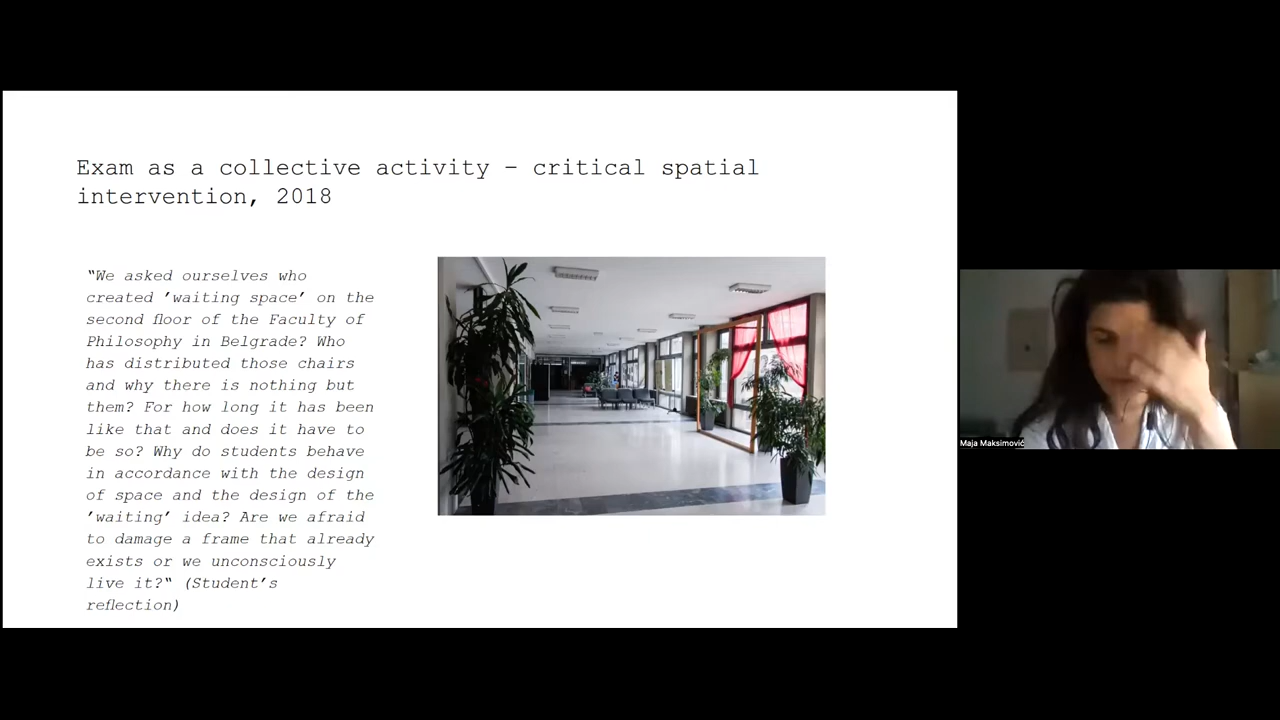 Exam as a collective activity – critical spatial
intervention, 2018
“We asked ourselves who
created ’waiting space’ on the
second floor of the Faculty of
Philosophy in Belgrade? Who
has distributed those chairs
and why there is nothing but
them? For how long it has been
like that and does it have to
be so? Why do students behave
in accordance with the design
of space and the design of the
’waiting’ idea? Are we afraid
to damage a frame that already
exists or we unconsciously
live it?“ (Student’s
reflection)
Maja Maksimović